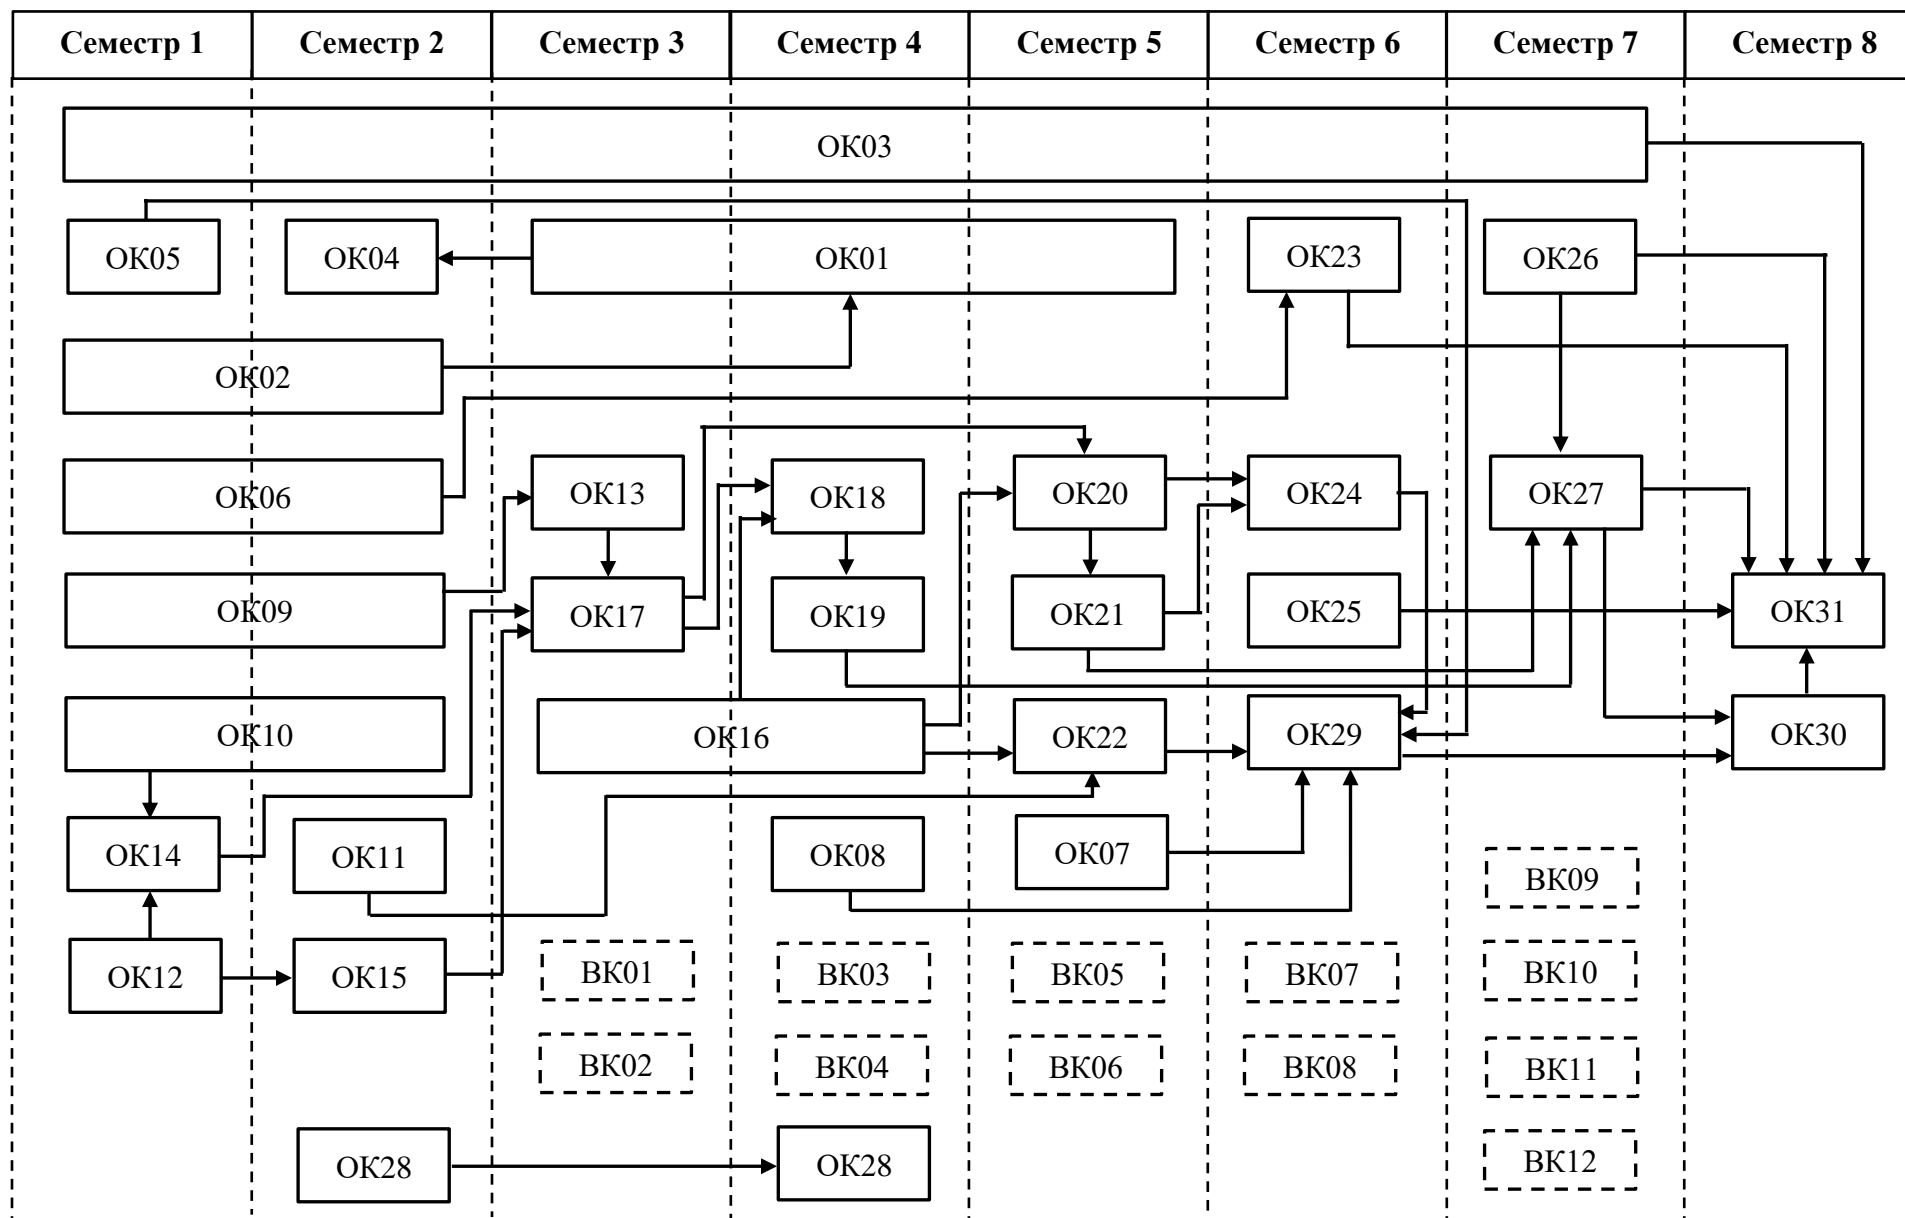 Семестр 1 Семестр 2 Семестр 3 Семестр 4 Семестр 5 Семестр 6 Семестр 7 Семестр 8
ОК03
ОК05 ОК04 ОК01 ОК23 ОК26
ОК02
ОК06 ОК13 ОК18 ОК20 ОК24 ОК27
ОК09 ОК17 ОК19 ОК21 ОК25 ОК31
ОК10 ОК16 ОК22 ОК29 ОК30
ОК14 ОК11 ОК08 ОК07 ВК09
ОК12 ОК15 ВК01 ВК03 ВК05 ВК07 ВК10
ВК02 ВК04 ВК06 ВК08 ВК11
ОК28 ОК28 ВК12